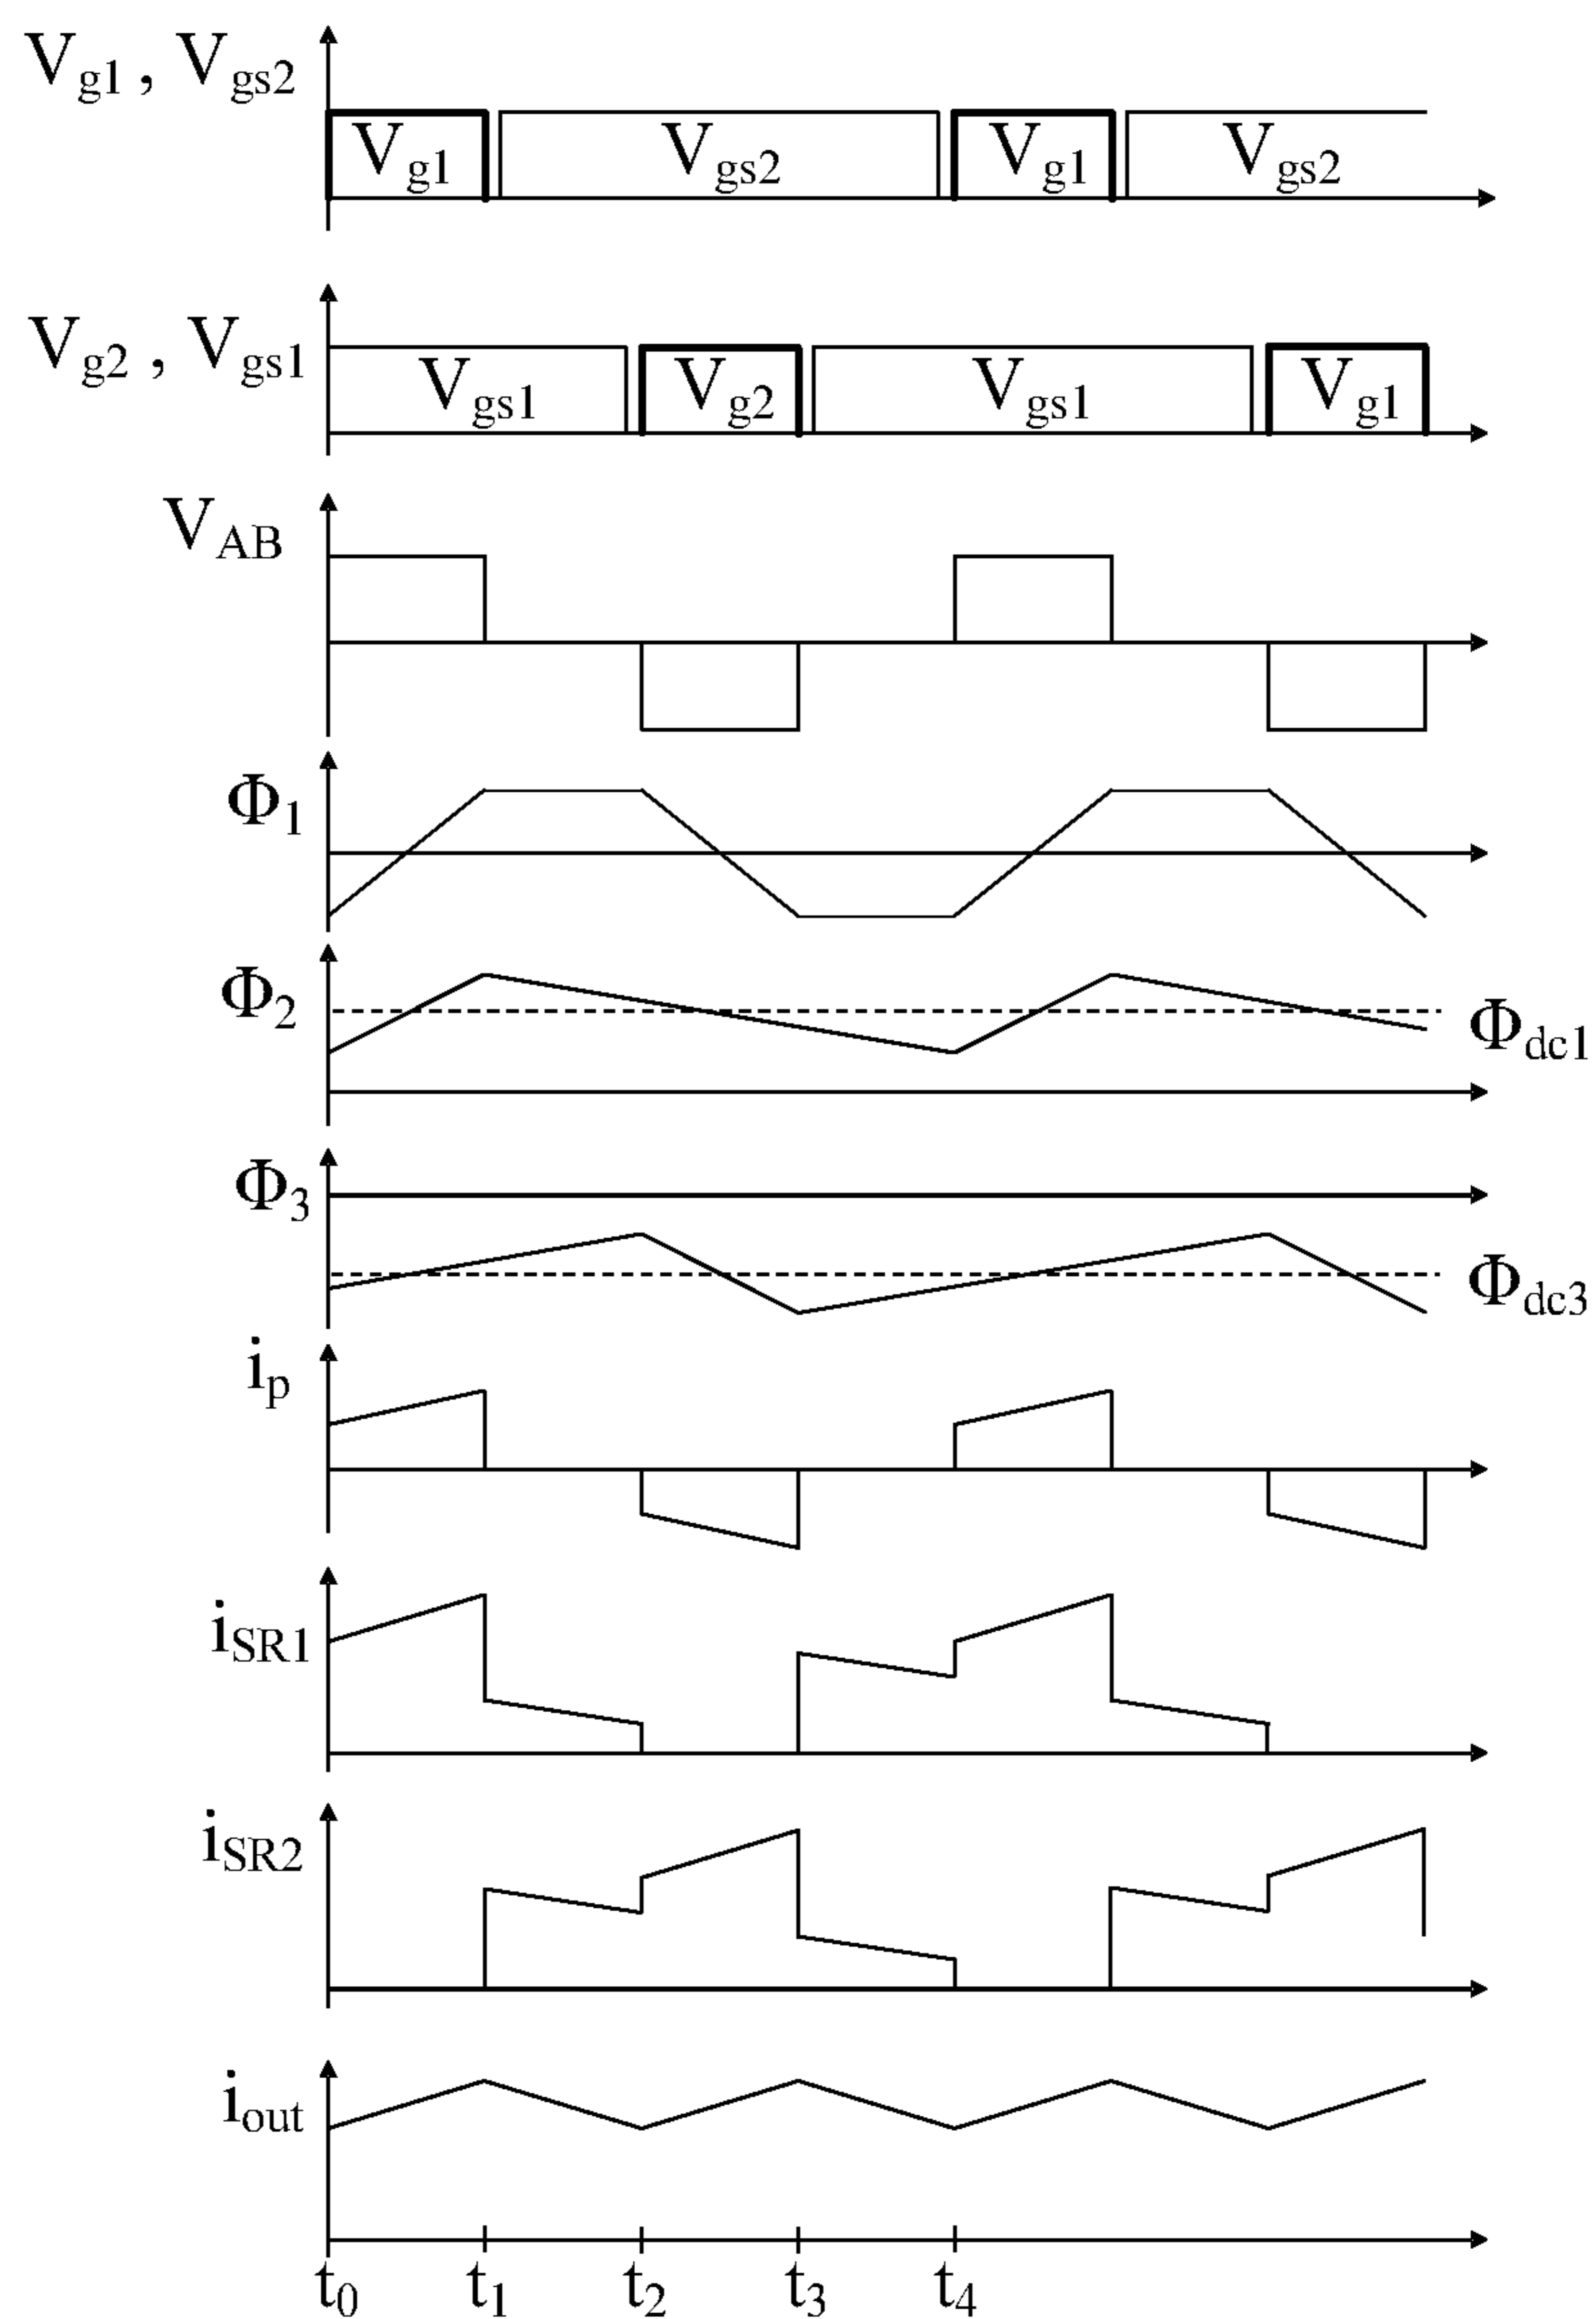 Vg1 , Vgs2
Vg1 Vgs2 Vg1 Vgs2
Vg2 , Vgs1
Vgs1 Vg2 Vgs1 Vg1
VAB
Φ1
Φ2
Φdc1
Φ3
Φdc3
ip
iSR1
iSR2
iout
t0 t1 t2 t3 t4